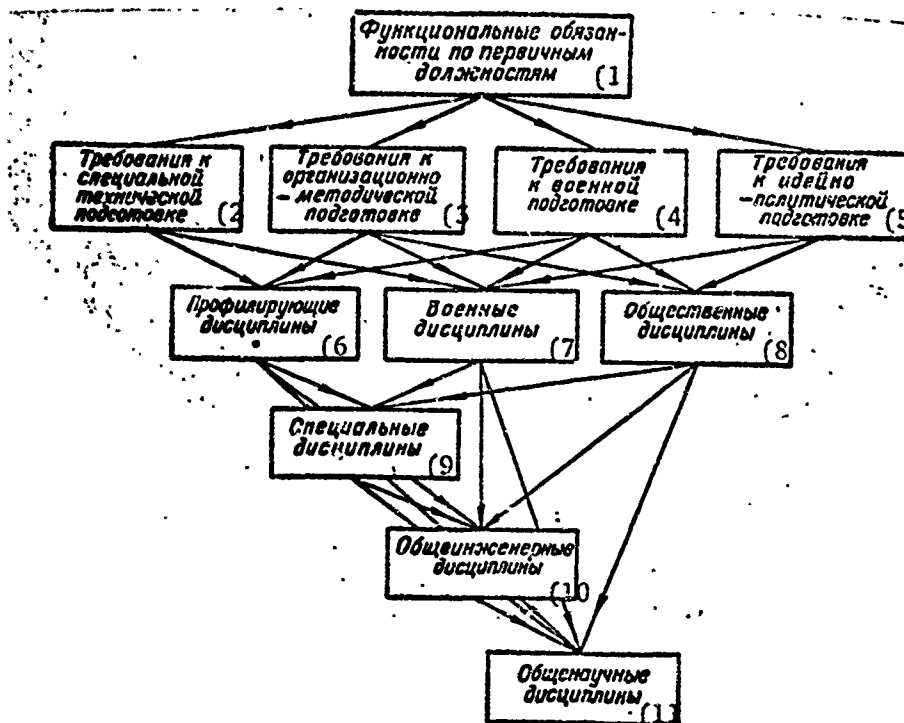 Функциональные обязан-
ности по первичным
должностям (1
Требования к
специальной
технической
подготовке (2
Требования к
организационно
-методической
подготовке (3
Требования
к военной
подготовке (4
Требования
к идейно
-политической
подготовке (5
Профилирующие
дисциплины (6
Военные
дисциплины (7
Общественные
дисциплины (8
Специальные
дисциплины (9
Общеинженерные
дисциплины (10
Общенаучные
дисциплины (11